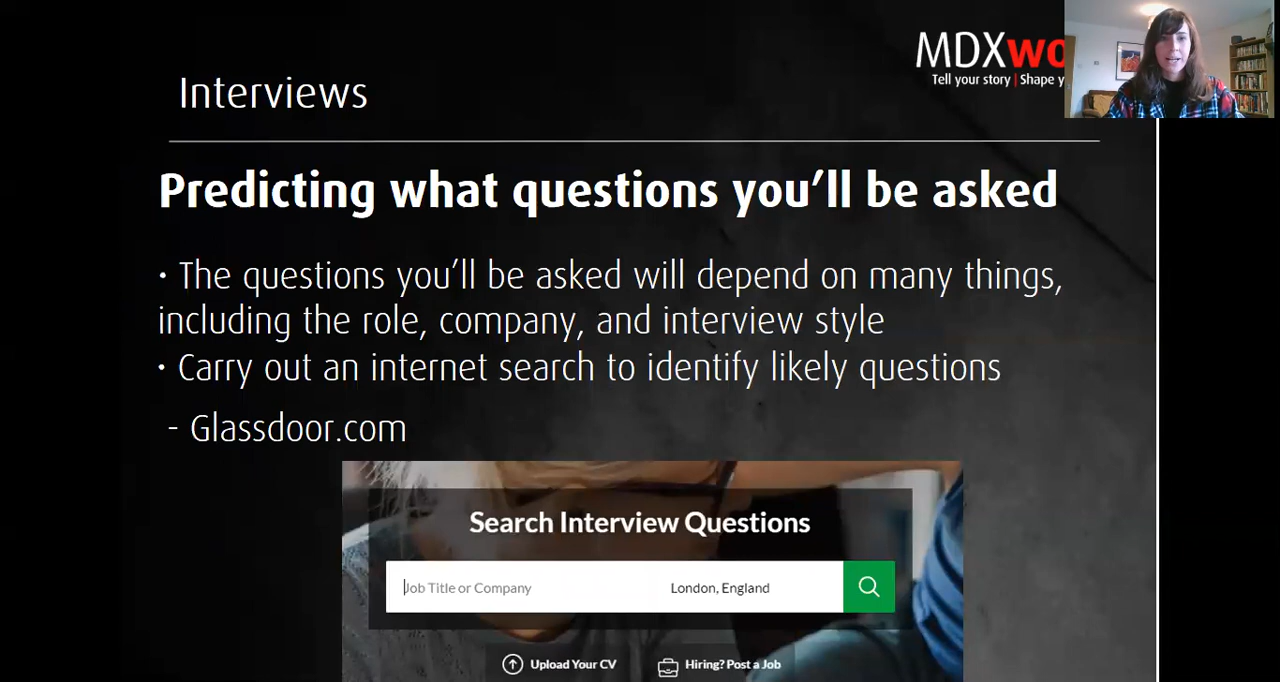 MDXwo
Tell your story | Shape y
Interviews
Predicting what questions you'll be asked
• The questions you'll be asked will depend on many things,
including the role, company, and interview style
• Carry out an internet search to identify likely questions
- Glassdoor.com
Search Interview Questions
Job Title or Company London, England
Upload Your CV Hiring? Post a Job